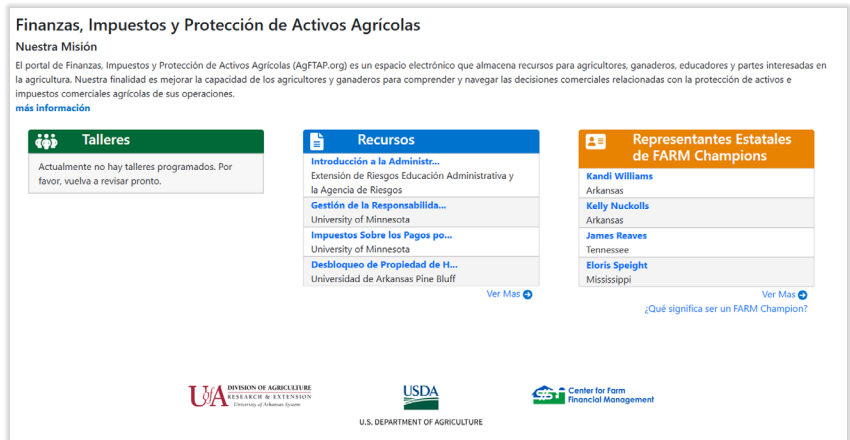 Finanzas, Impuestos y Protección de Activos Agrícolas
Nuestra Misión
El portal de Finanzas, Impuestos y Protección de Activos Agrícolas (AgFTAP.org) es un espacio electrónico que almacena recursos para agricultores, ganaderos, educadores y partes interesadas en
la agricultura. Nuestra finalidad es mejorar la capacidad de los agricultores y ganaderos para comprender y navegar las decisiones comerciales relacionadas con la protección de activos e
impuestos comerciales agrícolas de sus operaciones.
más información
Talleres
Actualmente no hay talleres programados. Por
favor, vuelva a revisar pronto.
Recursos
Introducción a la Administr...
Extensión de Riesgos Educación Administrativa y
la Agencia de Riesgos
Gestión de la Responsabilida...
University of Minnesota
Impuestos Sobre los Pagos po...
University of Minnesota
Desbloqueo de Propiedad de H...
Universidad de Arkansas Pine Bluff
Ver Mas
Representantes Estatales
de FARM Champions
Kandi Williams
Arkansas
Kelly Nuckolls
Arkansas
James Reaves
Tennessee
Eloris Speight
Mississippi
Ver Mas
¿Qué significa ser un FARM Champion?
UofA
DIVISION OF AGRICULTURE
RESEARCH & EXTENSION
University of Arkansas System
USDA
U.S. DEPARTMENT OF AGRICULTURE
Center for Farm
Financial Management